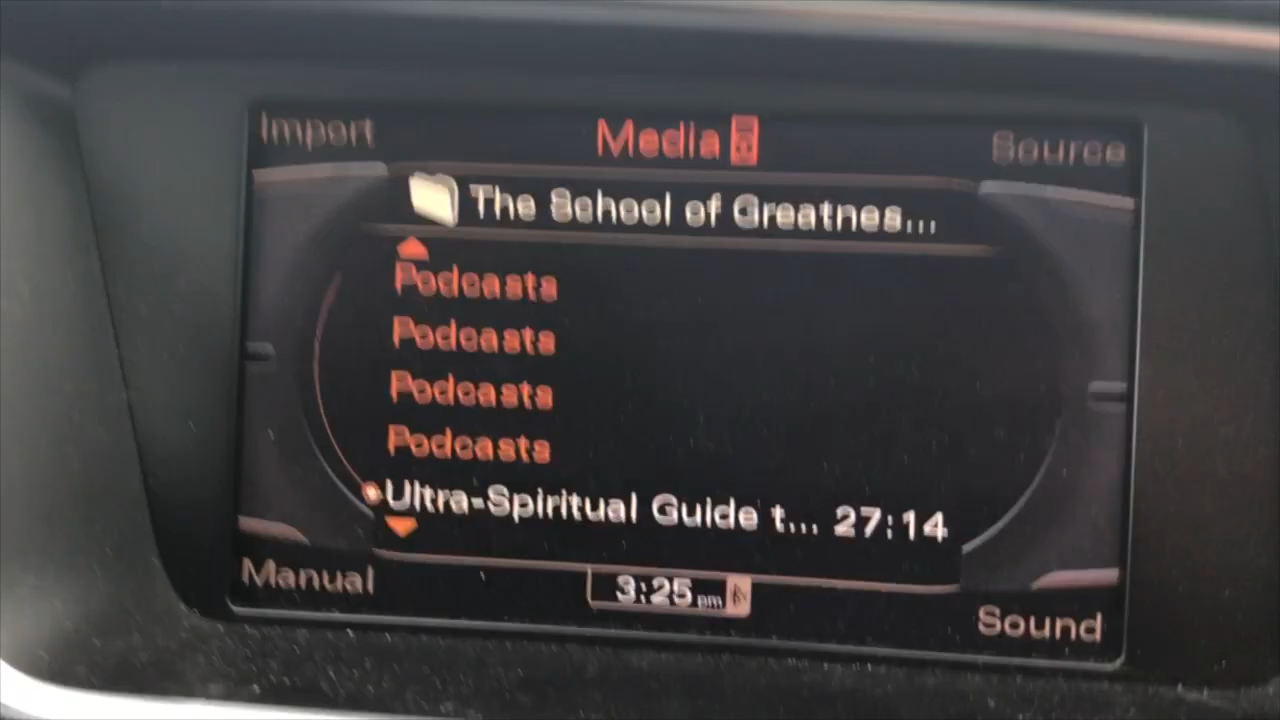 Import Media Source
The School of Greatnes...
Podcasts
Podcasts
Podcasts
Podcasts
Ultra-Spiritual Guide t... 27:14
Manual 3:25 pm Sound